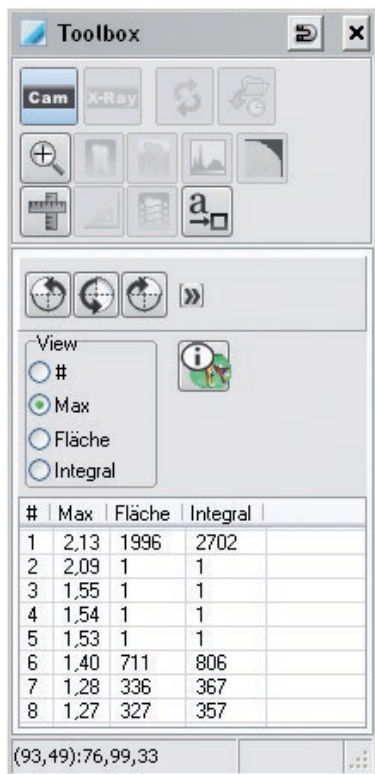 Toolbox
Cam X-Ray
a
View
#
Max
Fläche
Integral
# Max Fläche Integral
1 2,13 1996 2702
2 2,09 1 1
3 1,55 1 1
4 1,54 1 1
5 1,53 1 1
6 1,40 711 806
7 1,28 336 367
8 1,27 327 357
(93,49):76,99,33